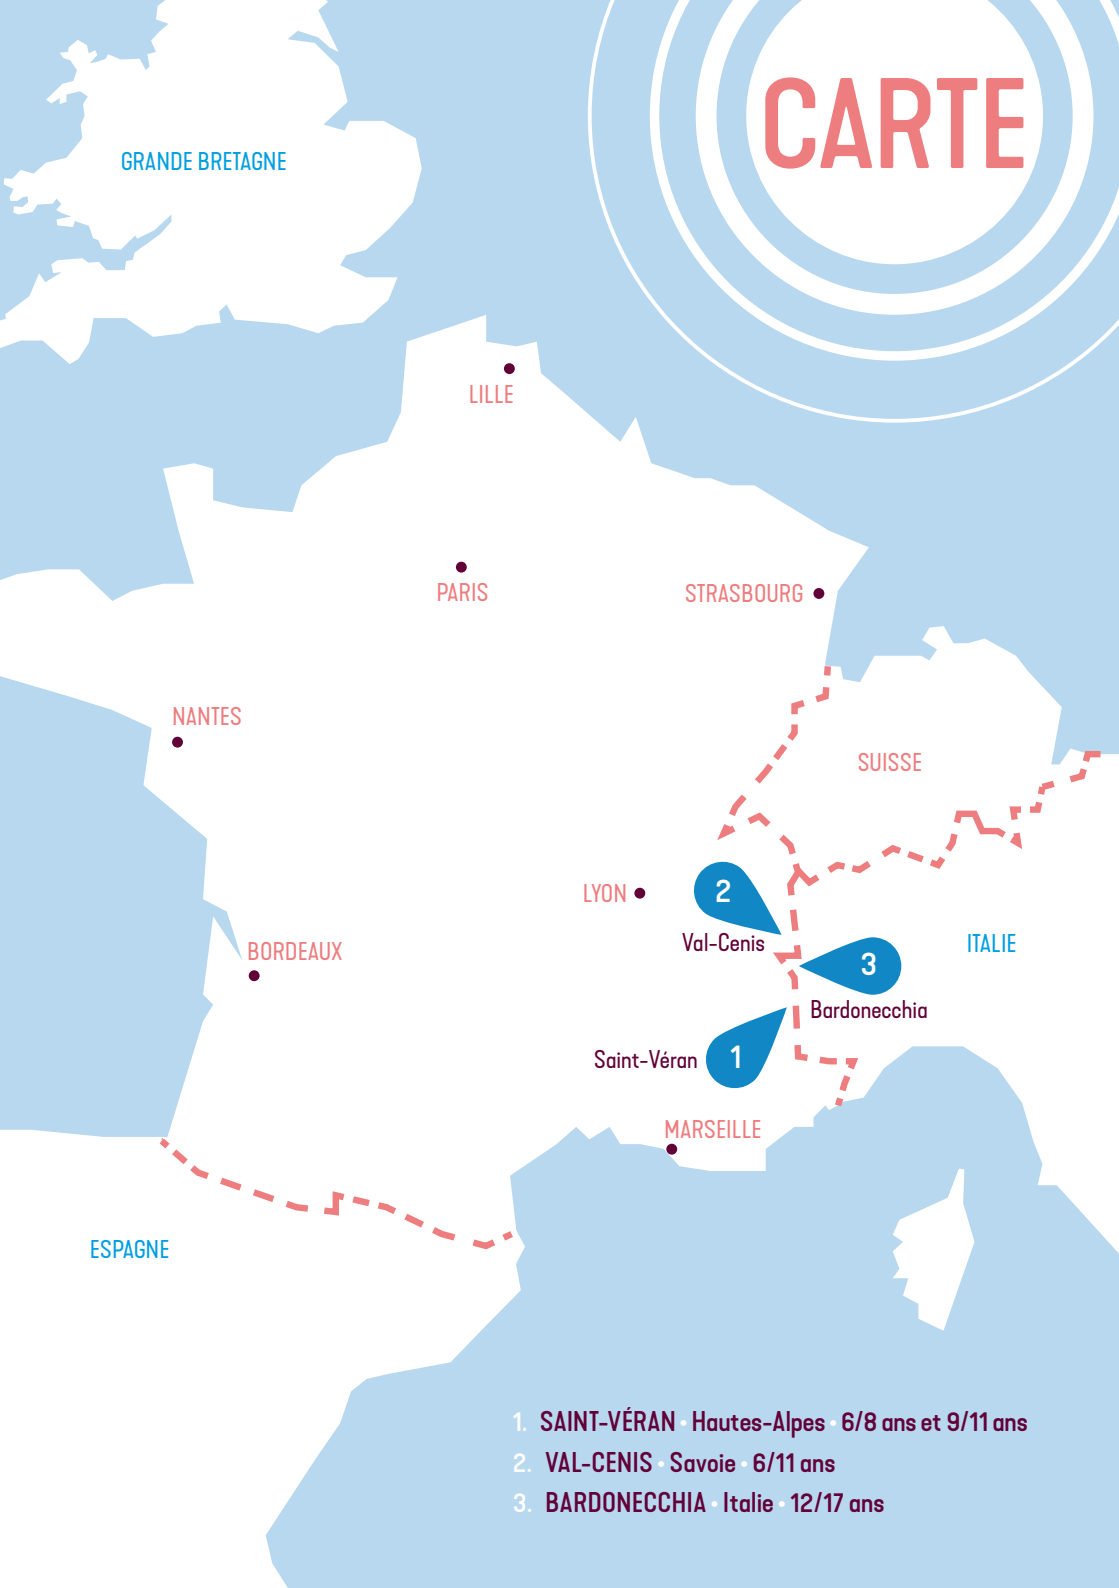 CARTE
GRANDE BRETAGNE
LILLE
PARIS
STRASBOURG
NANTES
SUISSE
LYON
2
Val-Cenis
BORDEAUX
ITALIE
3
Bardonecchia
Saint-Véran
1
MARSEILLE
ESPAGNE
1. SAINT-VÉRAN • Hautes-Alpes • 6/8 ans et 9/11 ans
2. VAL-CENIS • Savoie • 6/11 ans
3. BARDONECCHIA • Italie • 12/17 ans